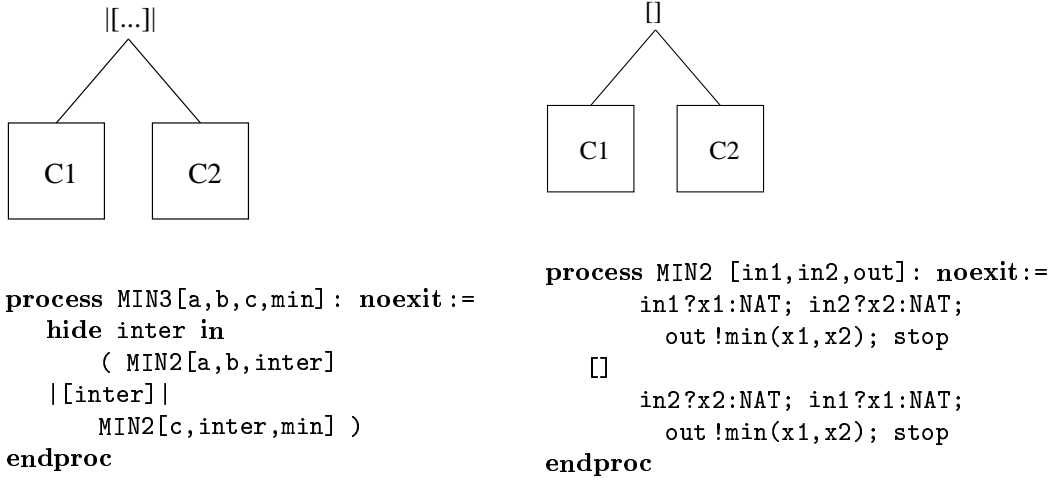 |[...]|
C1
C2
process MIN3[a,b,c,min]: noexit:=
hide inter in
( MIN2[a,b,inter]
|[inter]|
MIN2[c,inter,min] )
endproc
[]
C1
C2
process MIN2 [in1,in2,out]: noexit:=
in1?x1:NAT; in2?x2:NAT;
out!min(x1,x2); stop
[]
in2?x2:NAT; in1?x1:NAT;
out!min(x1,x2); stop
endproc